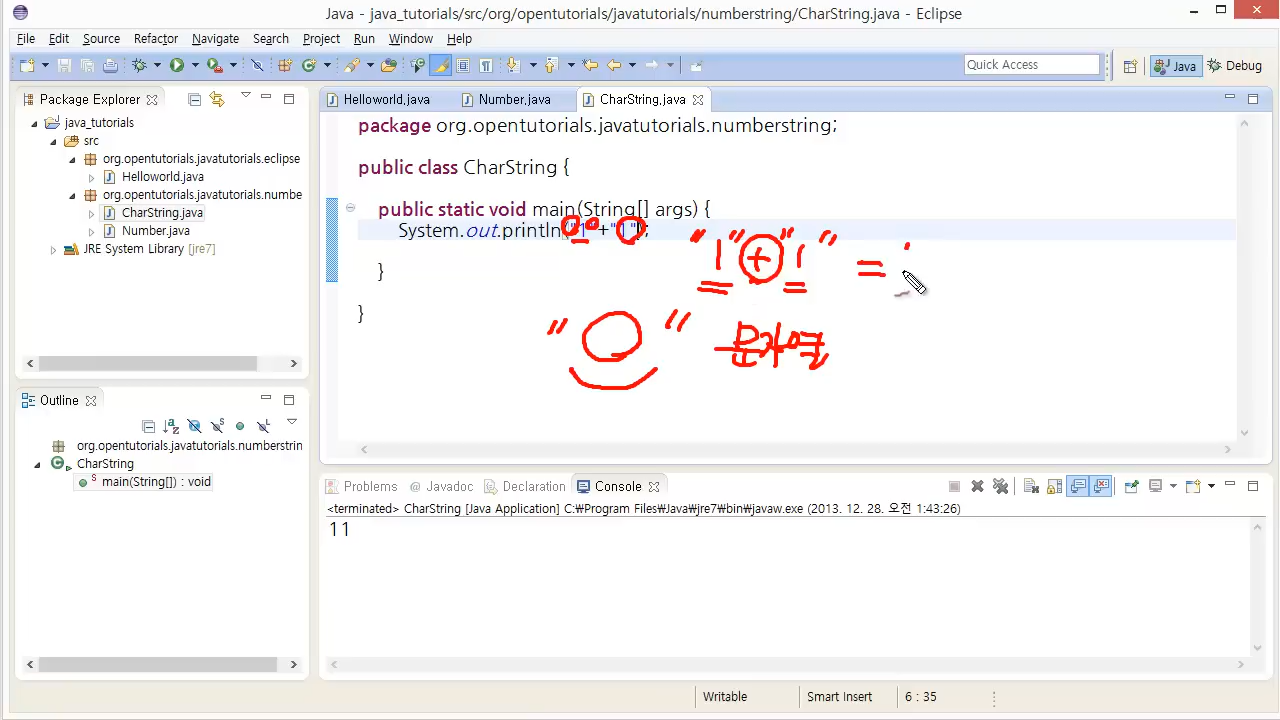 Java - java_tutorials/src/org/opentutorials/javatutorials/numberstring/CharString.java - Eclipse
File Edit Source Refactor Navigate Search Project Run Window Help
Quick Access
Java
Debug
Package Explorer
java_tutorials
src
org.opentutorials.javatutorials.eclipse
Helloworld.java
org.opentutorials.javatutorials.numbe
CharString.java
Number.java
JRE System Library [jre7]
Helloworld.java Number.java CharString.java
package org.opentutorials.javatutorials.numberstring;
public class CharString {
public static void main(String[] args) {
System.out.println("1"+"1");
}
}
"1"+"1" =
" " 문자열
Outline
org.opentutorials.javatutorials.numberstrin
CharString
main(String[]) : void
Problems @ Javadoc Declaration Console
<terminated> CharString [Java Application] C:₩Program Files₩Java₩jre7₩bin₩javaw.exe (2013. 12. 28. 오전 1:43:26)
11
Writable Smart Insert 6 : 35